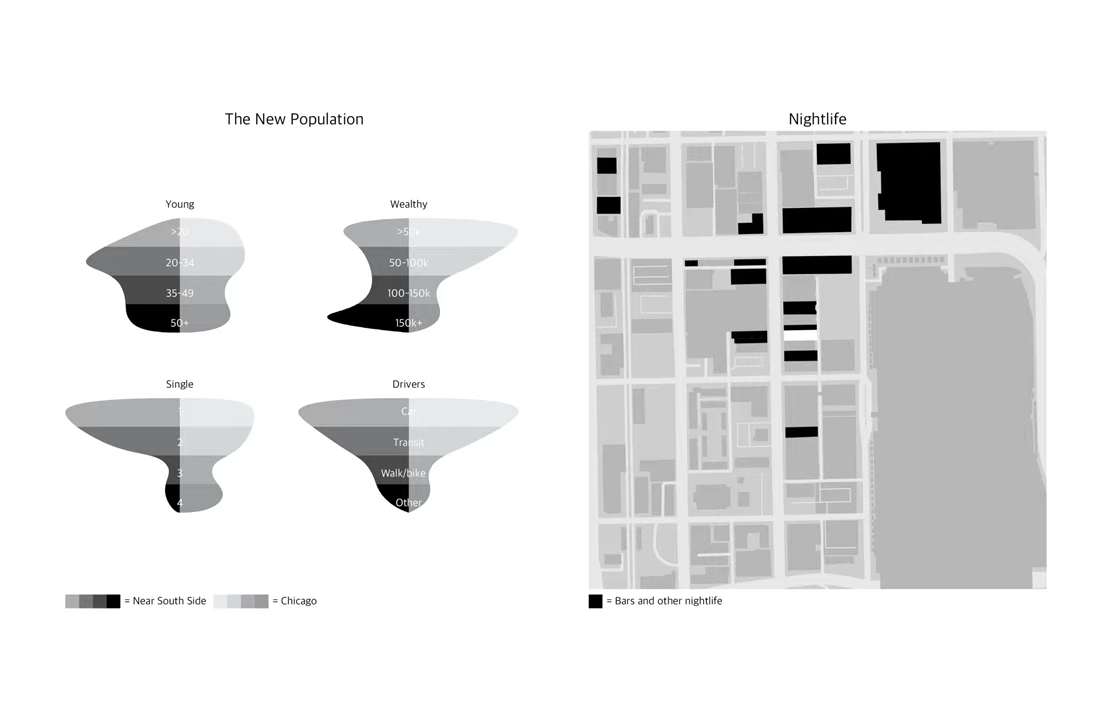 The New Population
Young
>20
20-34
35-49
50+
Wealthy
>50k
50-100k
100-150k
150k+
Single
1
2
3
4
Drivers
Car
Transit
Walk/bike
Other
= Near South Side
= Chicago
Nightlife
= Bars and other nightlife